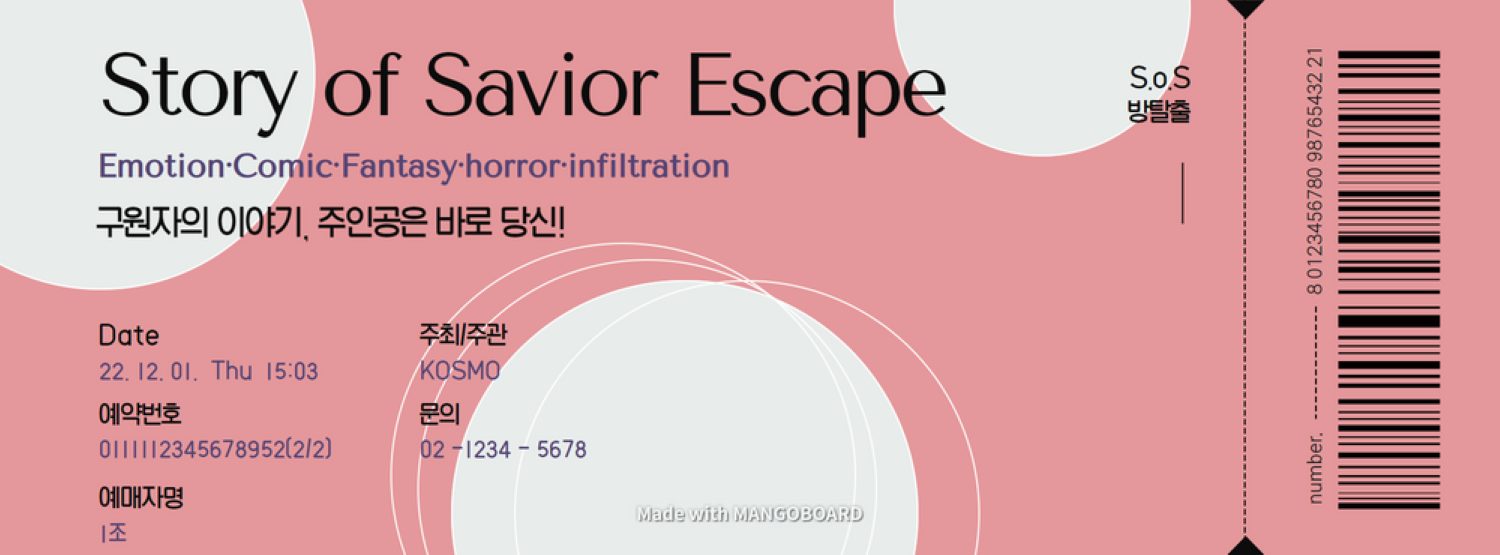 Story of Savior Escape
S.o.S
방탈출
Emotion·Comic·Fantasy·horror·infiltration
구원자의 이야기, 주인공은 바로 당신!
Date
22. 12. 01. Thu 15:03
주최/주관
KOSMO
예약번호
0111112345678952(2/2)
문의
02 -1234 - 5678
예매자명
1조
Made with MANGOBOARD
number. ------------ 8 0123456780 987654432 21